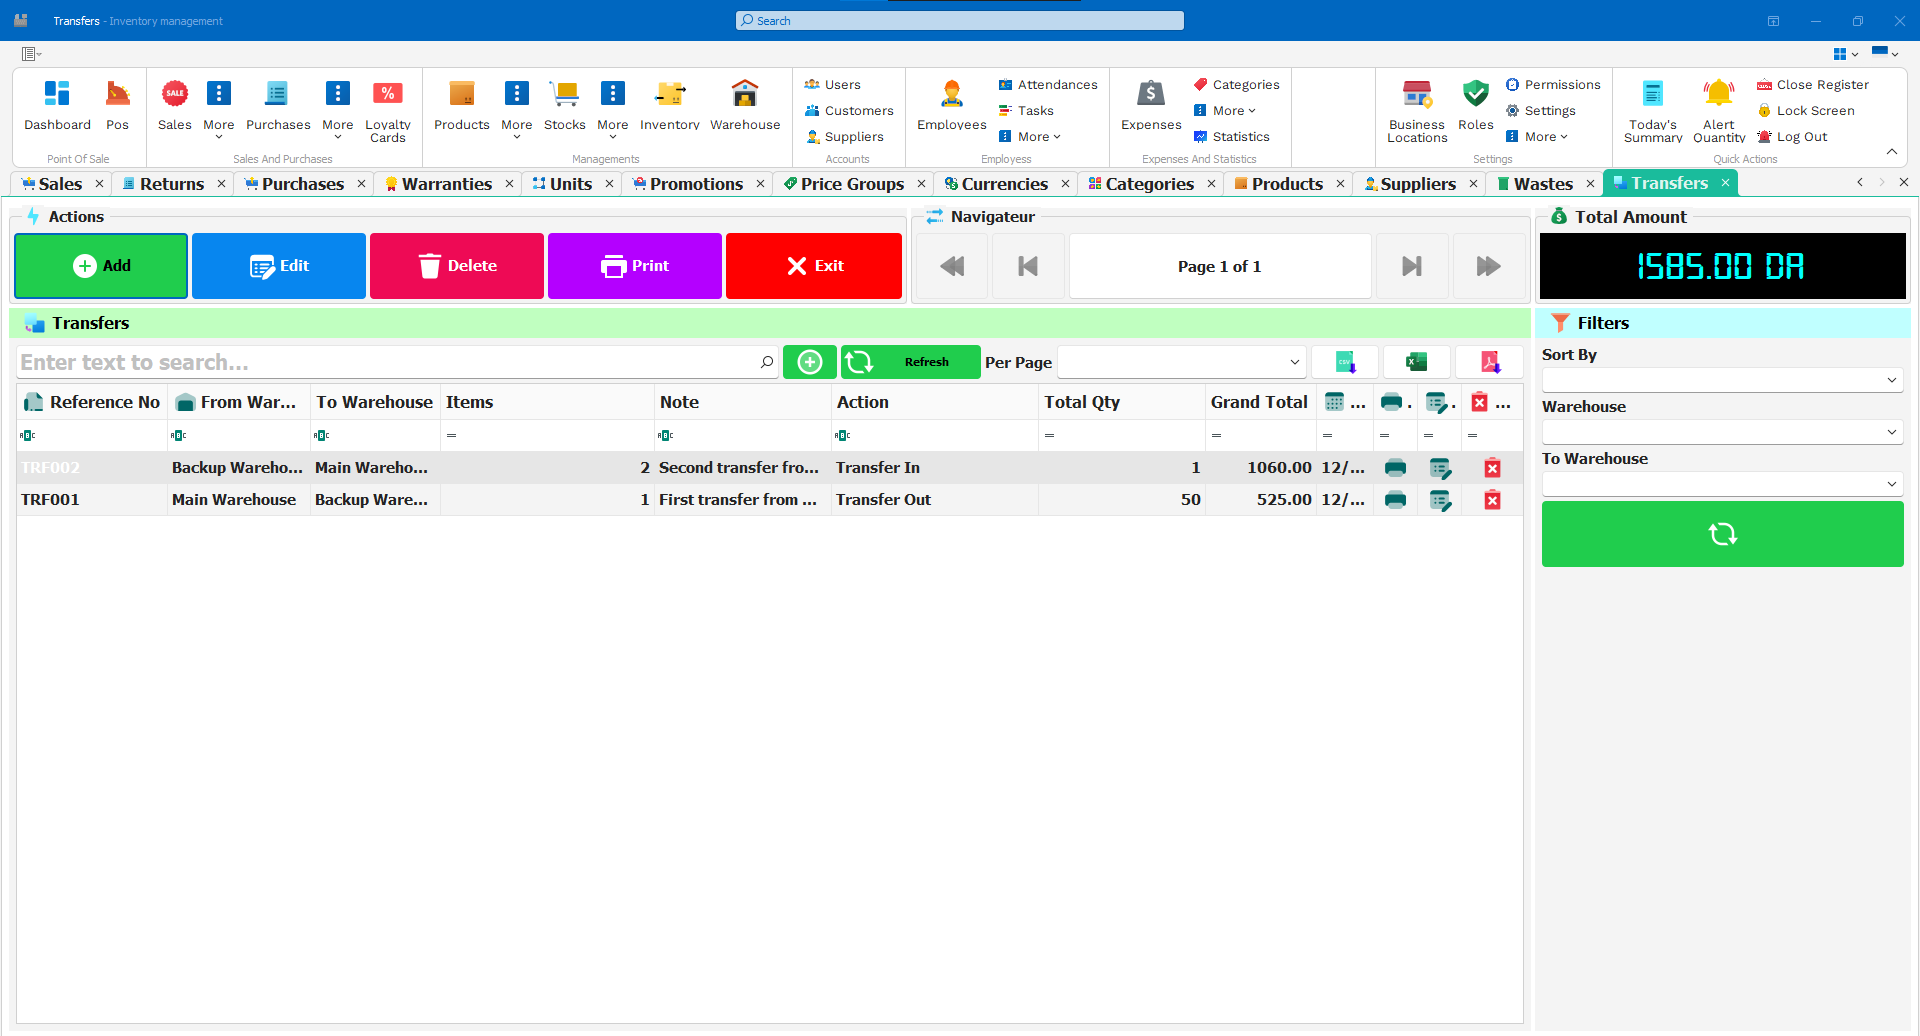 Transfers - Inventory management
Search
Dashboard
Pos
Point Of Sale
Sales
More
Purchases
More
Loyalty Cards
Sales And Purchases
Products
More
Stocks
More
Inventory
Warehouse
Managements
Users
Customers
Suppliers
Accounts
Employees
Attendances
Tasks
More
Employess
Expenses
Categories
More
Statistics
Expenses And Statistics
Business Locations
Roles
Permissions
Settings
More
Settings
Today's Summary
Alert Quantity
Close Register
Lock Screen
Log Out
Quick Actions
Sales
Returns
Purchases
Warranties
Units
Promotions
Price Groups
Currencies
Categories
Products
Suppliers
Wastes
Transfers
Actions
Add
Edit
Delete
Print
Exit
Navigateur
Page 1 of 1
Total Amount
1585.00 DA
Transfers
Enter text to search...
Refresh
Per Page
CSV
Reference No
From War...
To Warehouse
Items
Note
Action
Total Qty
Grand Total
...
.
.
...
TRF002
Backup Wareho...
Main Wareho...
2
Second transfer fro...
Transfer In
1
1060.00
12/...
TRF001
Main Warehouse
Backup Ware...
1
First transfer from ...
Transfer Out
50
525.00
12/...
Filters
Sort By
Warehouse
To Warehouse